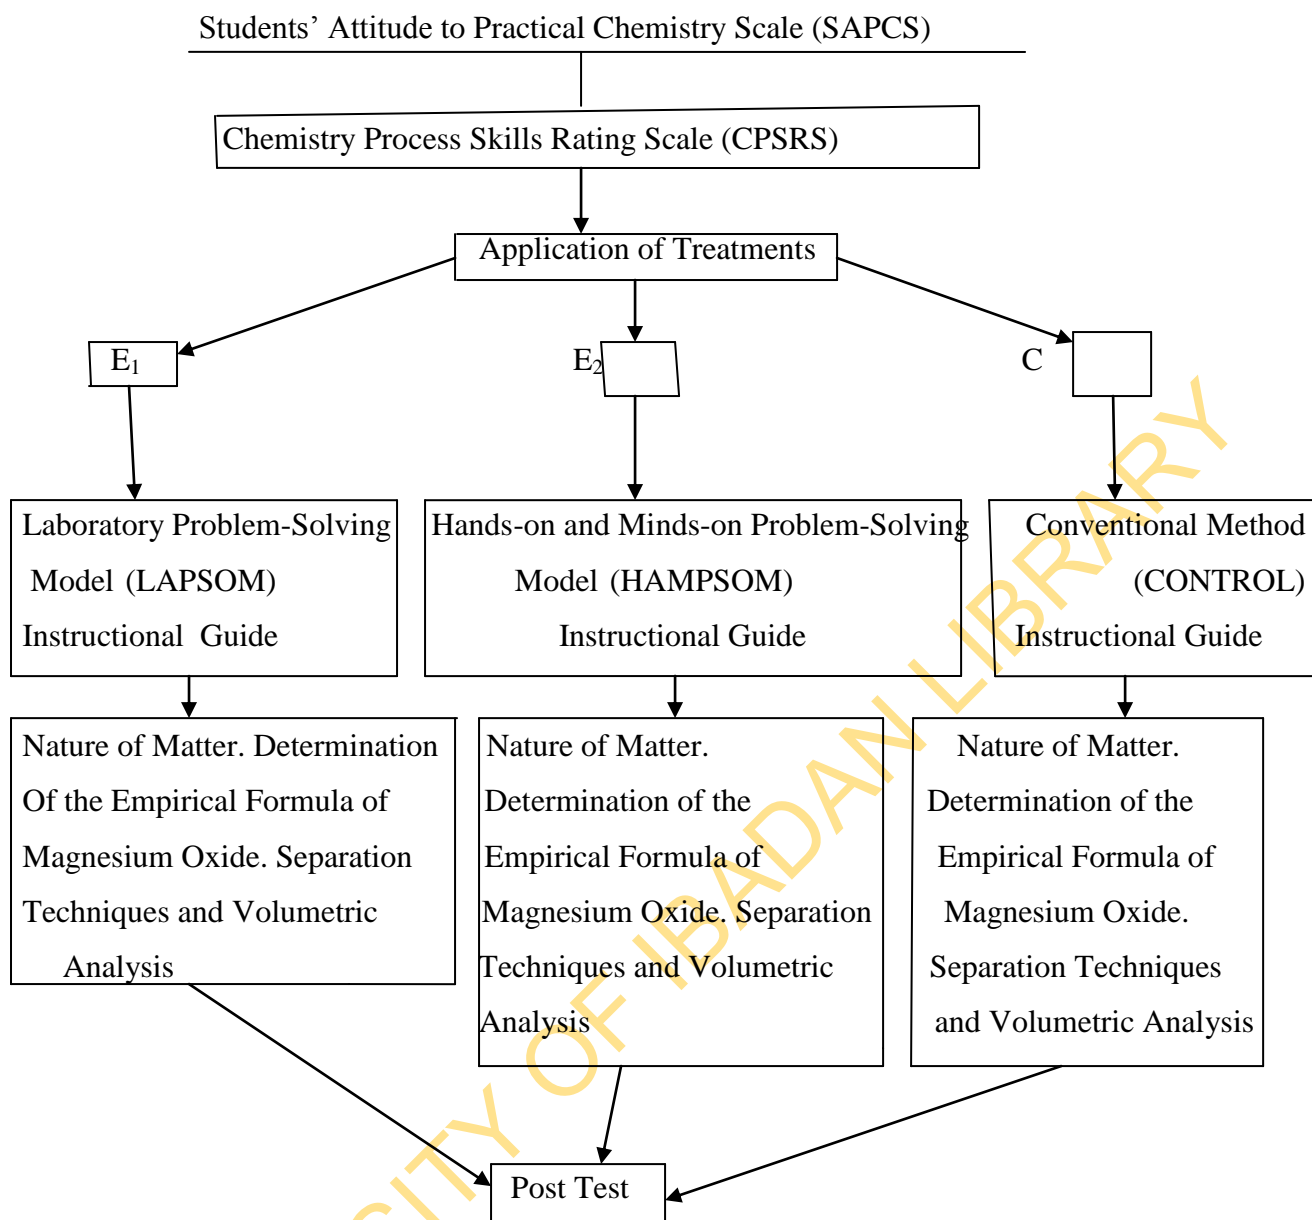 Students’ Attitude to Practical Chemistry Scale (SAPCS)
Chemistry Process Skills Rating Scale (CPSRS)
Application of Treatments
E₁
E₂
C
Laboratory Problem-Solving
Model (LAPSOM)
Instructional Guide
Hands-on and Minds-on Problem-Solving
Model (HAMPSOM)
Instructional Guide
Conventional Method
(CONTROL)
Instructional Guide
Nature of Matter. Determination
Of the Empirical Formula of
Magnesium Oxide. Separation
Techniques and Volumetric
Analysis
Nature of Matter.
Determination of the
Empirical Formula of
Magnesium Oxide. Separation
Techniques and Volumetric
Analysis
Nature of Matter.
Determination of the
Empirical Formula of
Magnesium Oxide.
Separation Techniques
and Volumetric Analysis
Post Test
SITY OF IBADAN LIBRARY